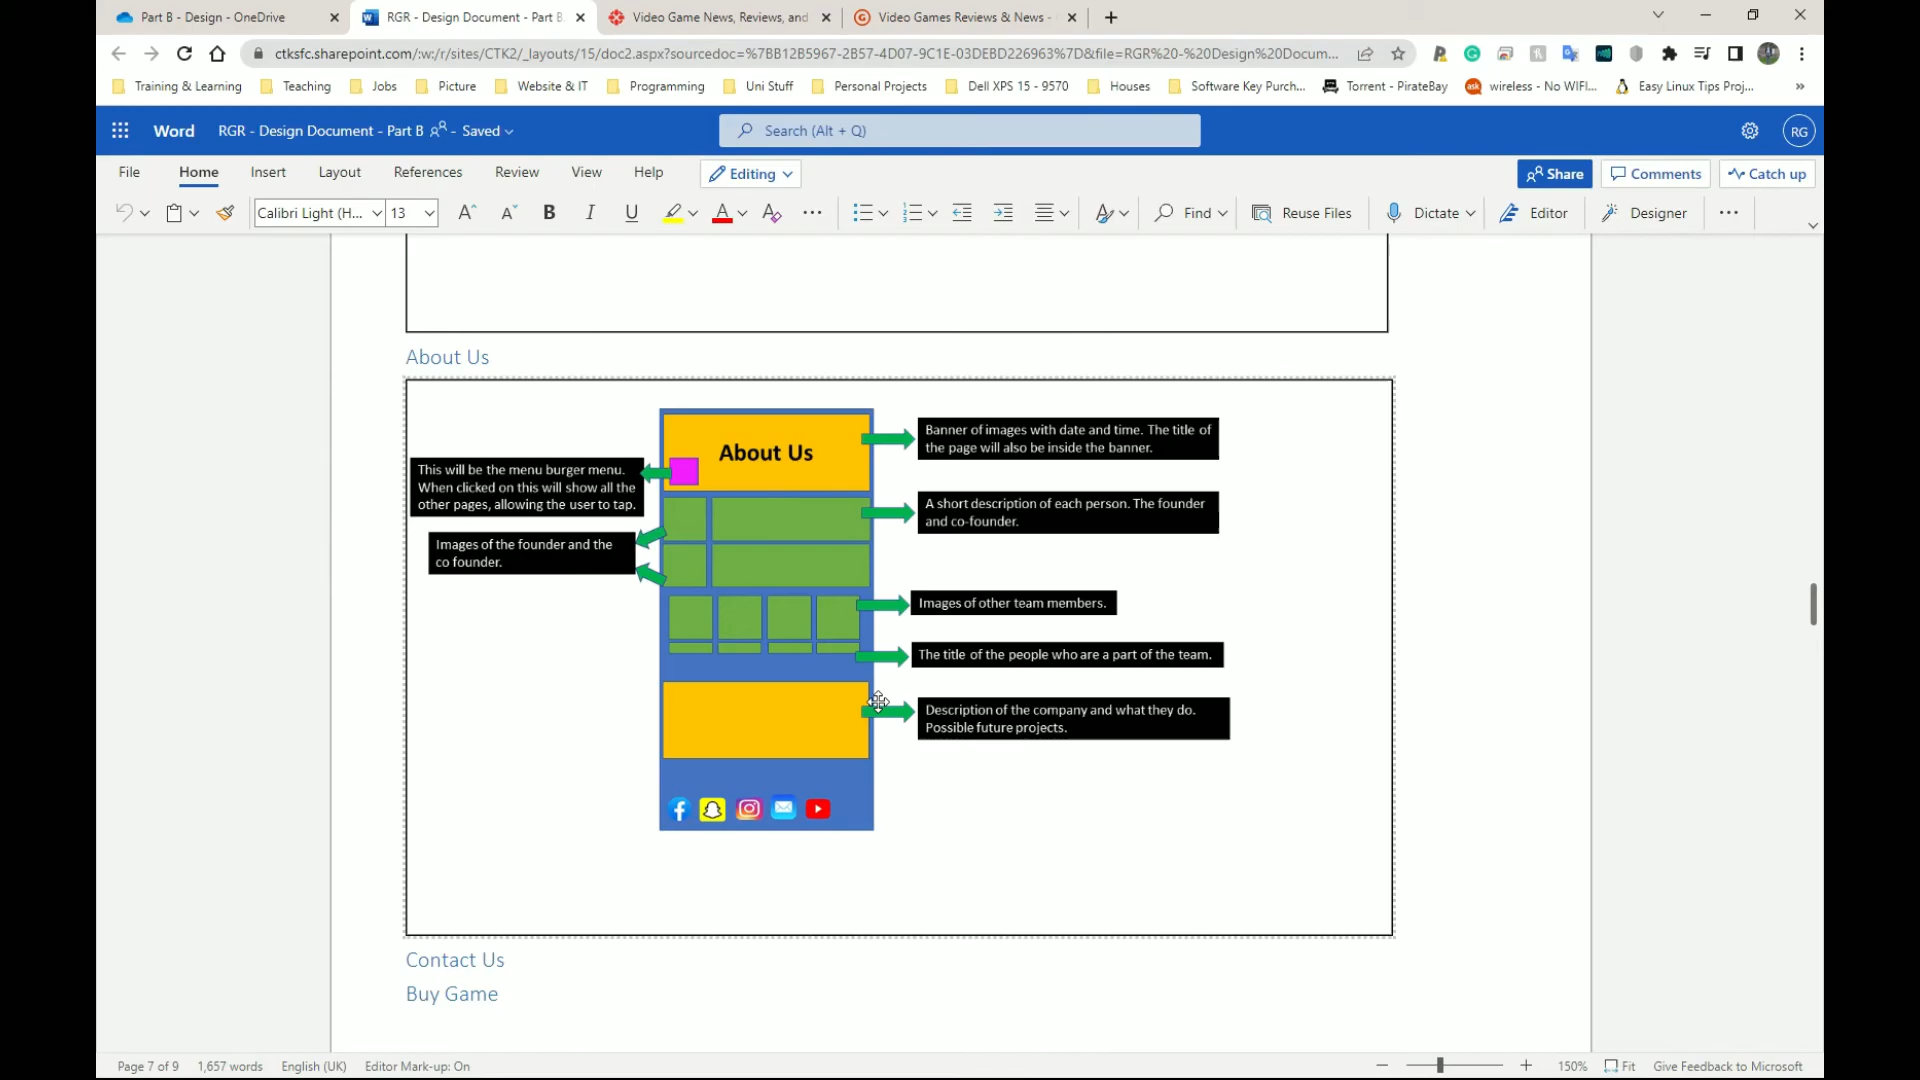 Part B - Design - OneDrive
RGR - Design Document - Part B
Video Game News, Reviews, and
Video Games Reviews & News -
ctksfc.sharepoint.com/:w:/r/sites/CTK2/_layouts/15/doc2.aspx?sourcedoc=%7BB12B5967-2B57-4D07-9C1E-03DEBD226963%7D&file=RGR%20-%20Design%20Docum...
Training & Learning
Teaching
Jobs
Picture
Website & IT
Programming
Uni Stuff
Personal Projects
Dell XPS 15 - 9570
Houses
Software Key Purch...
Torrent - PirateBay
wireless - No WIFI...
Easy Linux Tips Proj...
Word
RGR - Design Document - Part B - Saved
Search (Alt + Q)
RG
File
Home
Insert
Layout
References
Review
View
Help
Editing
Share
Comments
Catch up
Calibri Light (H...
13
Find
Reuse Files
Dictate
Editor
Designer
About Us
About Us
Banner of images with date and time. The title of
the page will also be inside the banner.
This will be the menu burger menu.
When clicked on this will show all the
other pages, allowing the user to tap.
A short description of each person. The founder
and co-founder.
Images of the founder and the
co founder.
Images of other team members.
The title of the people who are a part of the team.
Description of the company and what they do.
Possible future projects.
Contact Us
Buy Game
Page 7 of 9
1,657 words
English (UK)
Editor Mark-up: On
150%
Fit
Give Feedback to Microsoft